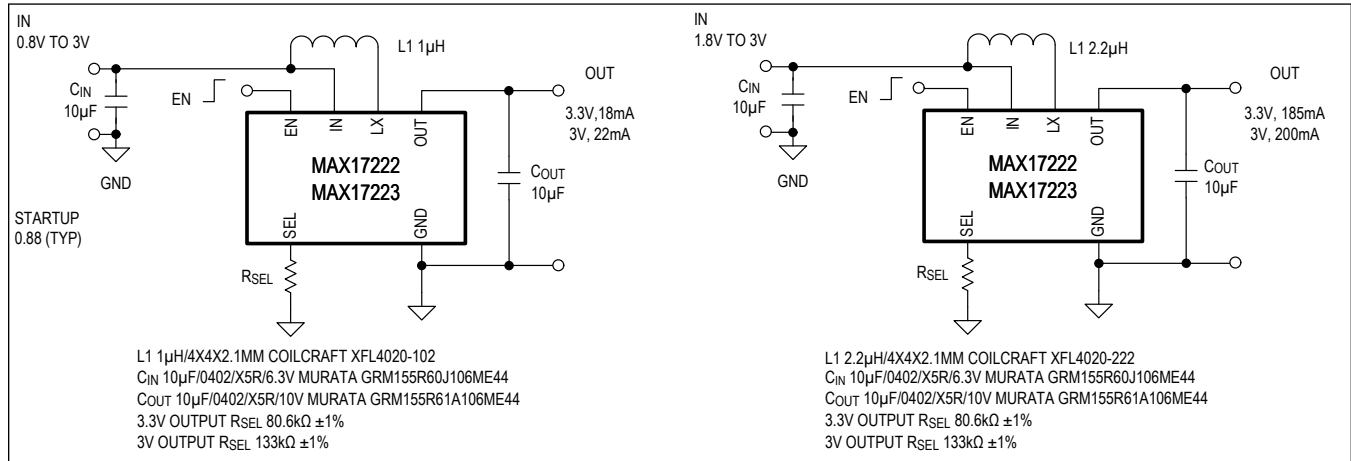 IN
0.8V TO 3V
L1 1µH
OUT
CIN
10µF
EN
EN
IN
LX
OUT
3.3V,18mA
3V, 22mA
MAX17222
MAX17223
COUT
10µF
GND
STARTUP
0.88 (TYP)
SEL
GND
RSEL
L1 1µH/4X4X2.1MM COILCRAFT XFL4020-102
CIN 10µF/0402/X5R/6.3V MURATA GRM155R60J106ME44
COUT 10µF/0402/X5R/10V MURATA GRM155R61A106ME44
3.3V OUTPUT RSEL 80.6kΩ ±1%
3V OUTPUT RSEL 133kΩ ±1%
IN
1.8V TO 3V
L1 2.2µH
OUT
CIN
10µF
EN
EN
IN
LX
OUT
3.3V, 185mA
3V, 200mA
MAX17222
MAX17223
COUT
10µF
GND
SEL
GND
RSEL
L1 2.2µH/4X4X2.1MM COILCRAFT XFL4020-222
CIN 10µF/0402/X5R/6.3V MURATA GRM155R60J106ME44
COUT 10µF/0402/X5R/10V MURATA GRM155R61A106ME44
3.3V OUTPUT RSEL 80.6kΩ ±1%
3V OUTPUT RSEL 133kΩ ±1%